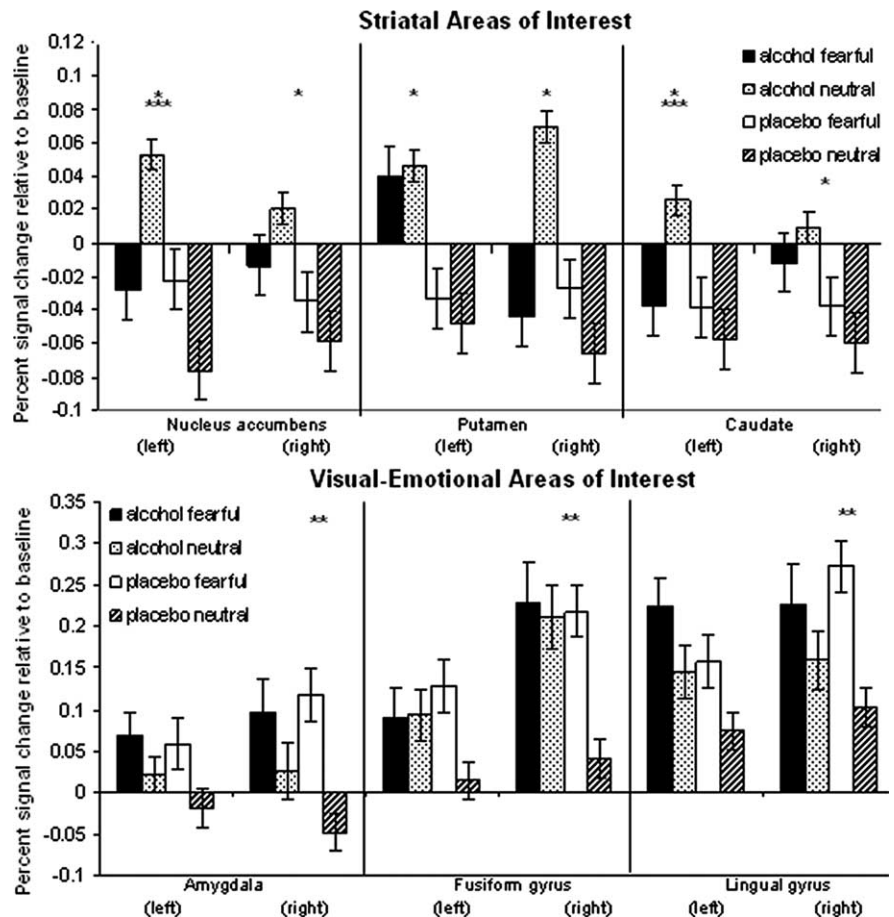 Striatal Areas of Interest
Percent signal change relative to baseline
0.12
0.1
0.08
0.06
0.04
0.02
0
-0.02
-0.04
-0.06
-0.08
-0.1
*
***
*
*
*
*
***
*
alcohol fearful
alcohol neutral
placebo fearful
placebo neutral
Nucleus accumbens Putamen Caudate
(left) (right) (left) (right) (left) (right)
Visual-Emotional Areas of Interest
Percent signal change relative to baseline
0.35
0.3
0.25
0.2
0.15
0.1
0.05
0
-0.05
-0.1
alcohol fearful
alcohol neutral
placebo fearful
placebo neutral
**
**
**
Amygdala Fusiform gyrus Lingual gyrus
(left) (right) (left) (right) (left) (right)